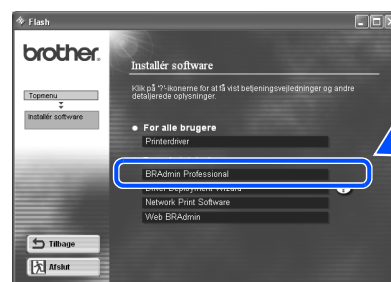 Flash
brother.
Installér software
Klik på '?'-ikonerne for at få vist betjeningsvejledninger og andre
detaljerede oplysninger.
Topmenu
Installér software
For alle brugere
Printerdriver
BRAdmin Professional
Driver Deployment Wizard
Network Print Software
Web BRAdmin
Tilbage
Afslut